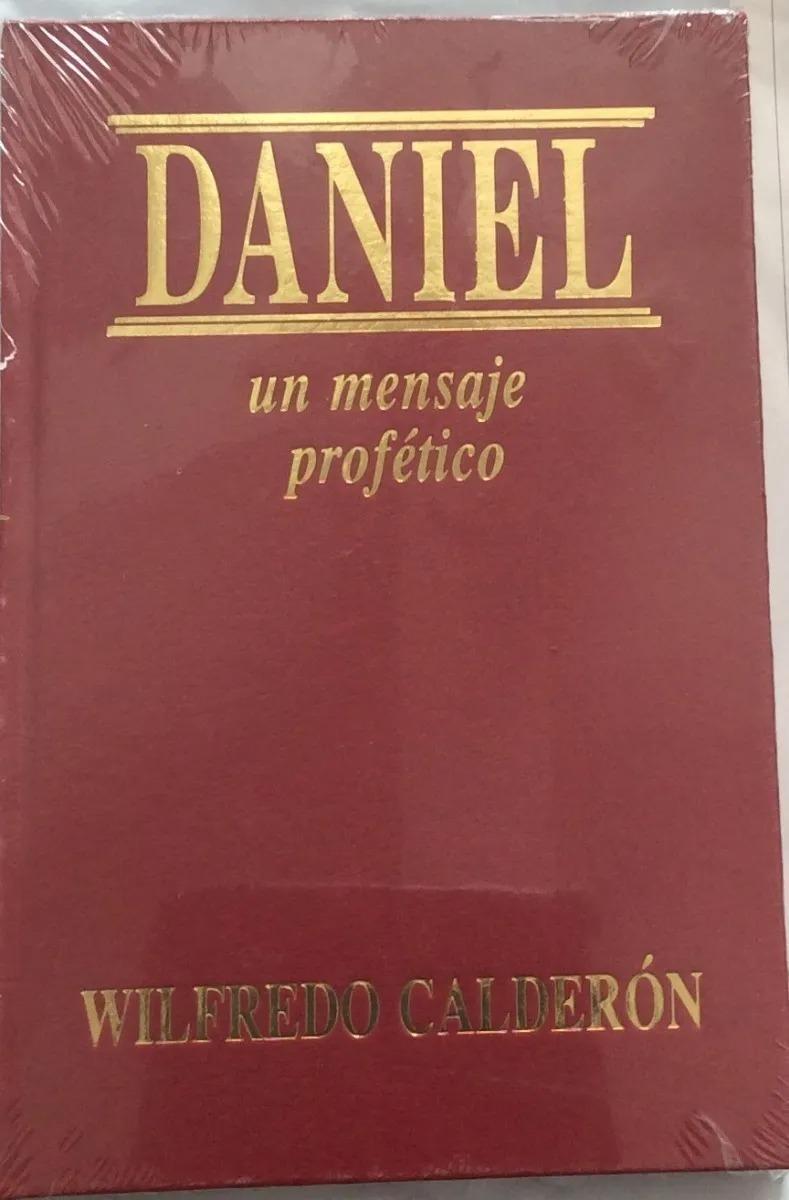 DANIEL
un mensaje
profético
WILFREDO CALDERÓN